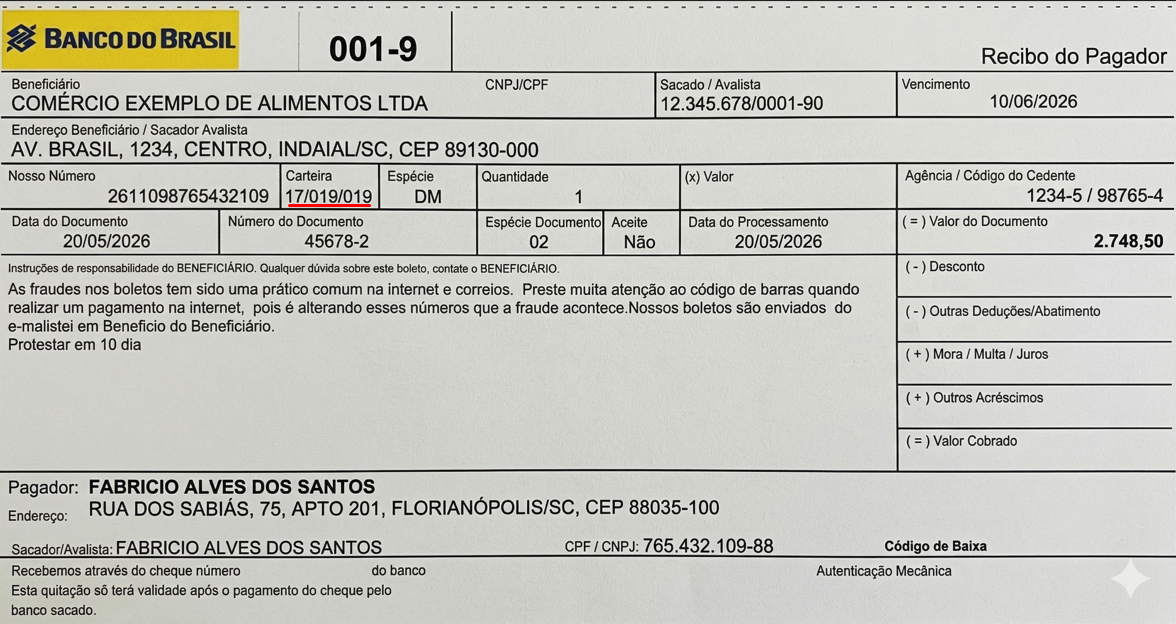 BANCO DO BRASIL 001-9 Recibo do Pagador
Beneficiário CNPJ/CPF Sacado / Avalista Vencimento
COMÉRCIO EXEMPLO DE ALIMENTOS LTDA 12.345.678/0001-90 10/06/2026
Endereço Beneficiário / Sacador Avalista
AV. BRASIL, 1234, CENTRO, INDAIAL/SC, CEP 89130-000
Nosso Número Carteira Espécie Quantidade (x) Valor Agência / Código do Cedente
2611098765432109 17/019/019 DM 1 1234-5 / 98765-4
Data do Documento Número do Documento Espécie Documento Aceite Data do Processamento ( = ) Valor do Documento
20/05/2026 45678-2 02 Não 20/05/2026 2.748,50
Instruções de responsabilidade do BENEFICIÁRIO. Qualquer dúvida sobre este boleto, contate o BENEFICIÁRIO.
( - ) Desconto
As fraudes nos boletos tem sido uma prático comum na internet e correios. Preste muita atenção ao código de barras quando
realizar um pagamento na internet, pois é alterando esses números que a fraude acontece.Nossos boletos são enviados do
( - ) Outras Deduções/Abatimento
e-malistei em Beneficio do Beneficiário.
Protestar em 10 dia
( + ) Mora / Multa / Juros
( + ) Outros Acréscimos
( = ) Valor Cobrado
Pagador: FABRICIO ALVES DOS SANTOS
Endereço: RUA DOS SABIÁS, 75, APTO 201, FLORIANÓPOLIS/SC, CEP 88035-100
Sacador/Avalista: FABRICIO ALVES DOS SANTOS CPF / CNPJ: 765.432.109-88 Código de Baixa
Recebemos através do cheque número do banco Autenticação Mecânica
Esta quitação sõ terá validade após o pagamento do cheque pelo
banco sacado.